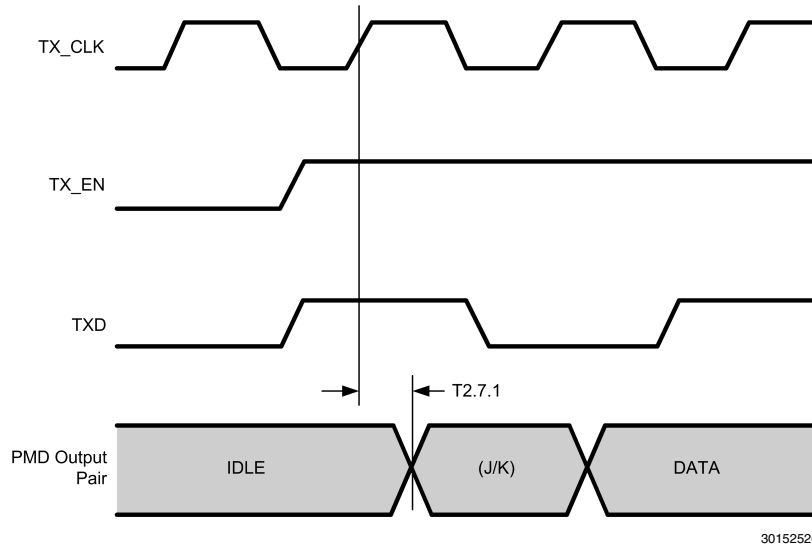 TX_CLK
TX_EN
TXD
T2.7.1
PMD Output
Pair
IDLE
(J/K)
DATA
3015252